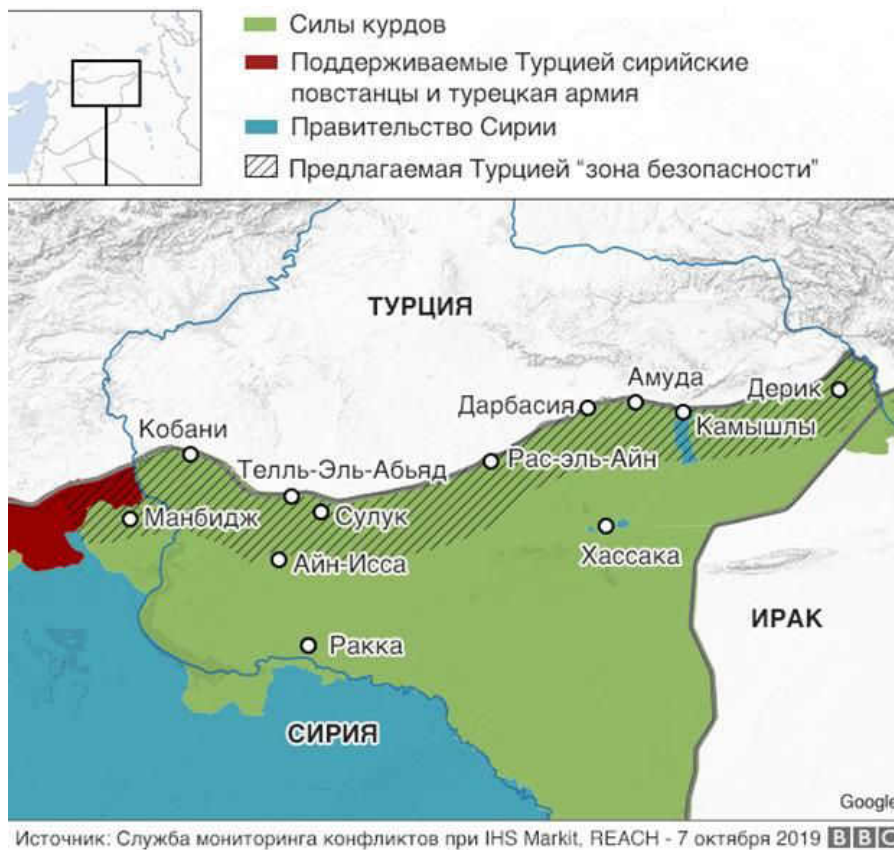 Силы курдов
Поддерживаемые Турцией сирийские
повстанцы и турецкая армия
Правительство Сирии
Предлагаемая Турцией “зона безопасности”
ТУРЦИЯ
Амуда
Дерик
Дарбасия
Камышлы
Кобани
Телль-Эль-Абьяд
Рас-эль-Айн
Манбидж
Сулук
Хассака
Айн-Исса
ИРАК
Ракка
СИРИЯ
Google
Источник: Служба мониторинга конфликтов при IHS Markit, REACH - 7 октября 2019 BBC